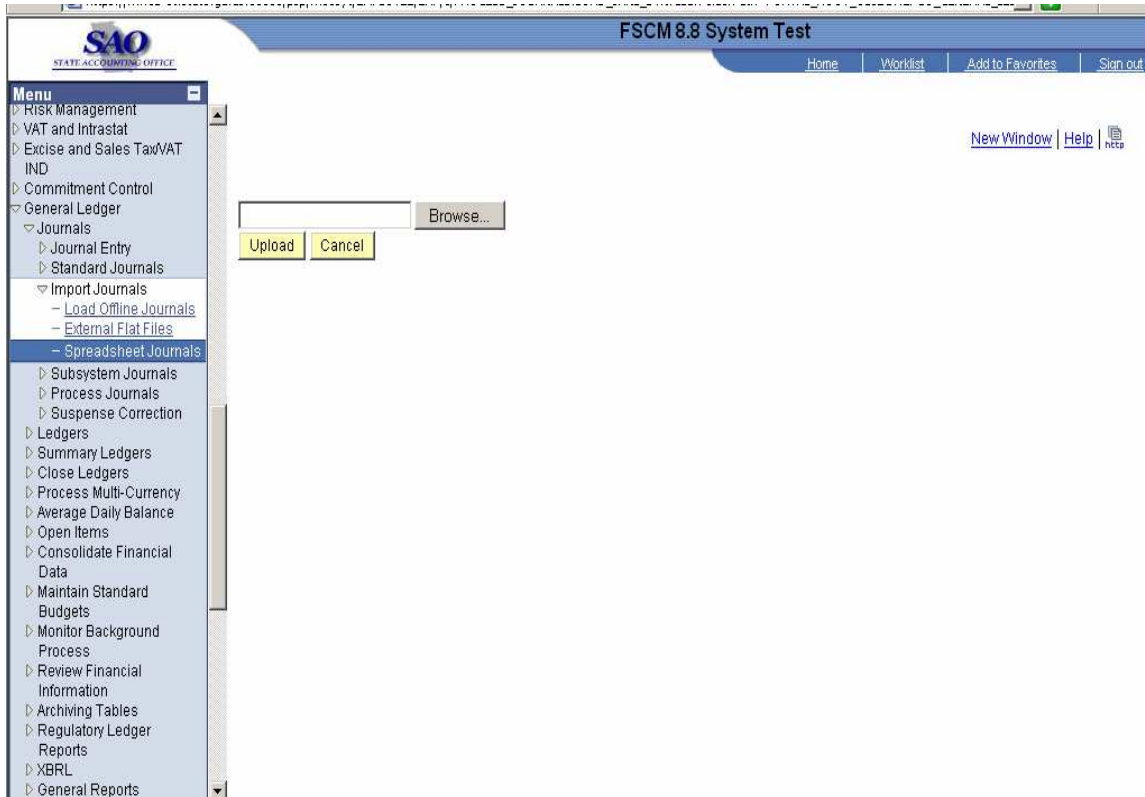 SAO
STATE ACCOUNTING OFFICE
FSCM 8.8 System Test
Home Worklist Add to Favorites Sign out
Menu
Risk Management
VAT and Intrastat
Excise and Sales Tax/VAT
IND
Commitment Control
General Ledger
Journals
Journal Entry
Standard Journals
Import Journals
– Load Offline Journals
– External Flat Files
– Spreadsheet Journals
Subsystem Journals
Process Journals
Suspense Correction
Ledgers
Summary Ledgers
Close Ledgers
Process Multi-Currency
Average Daily Balance
Open Items
Consolidate Financial
Data
Maintain Standard
Budgets
Monitor Background
Process
Review Financial
Information
Archiving Tables
Regulatory Ledger
Reports
XBRL
General Reports
New Window | Help |
http
Browse...
Upload Cancel